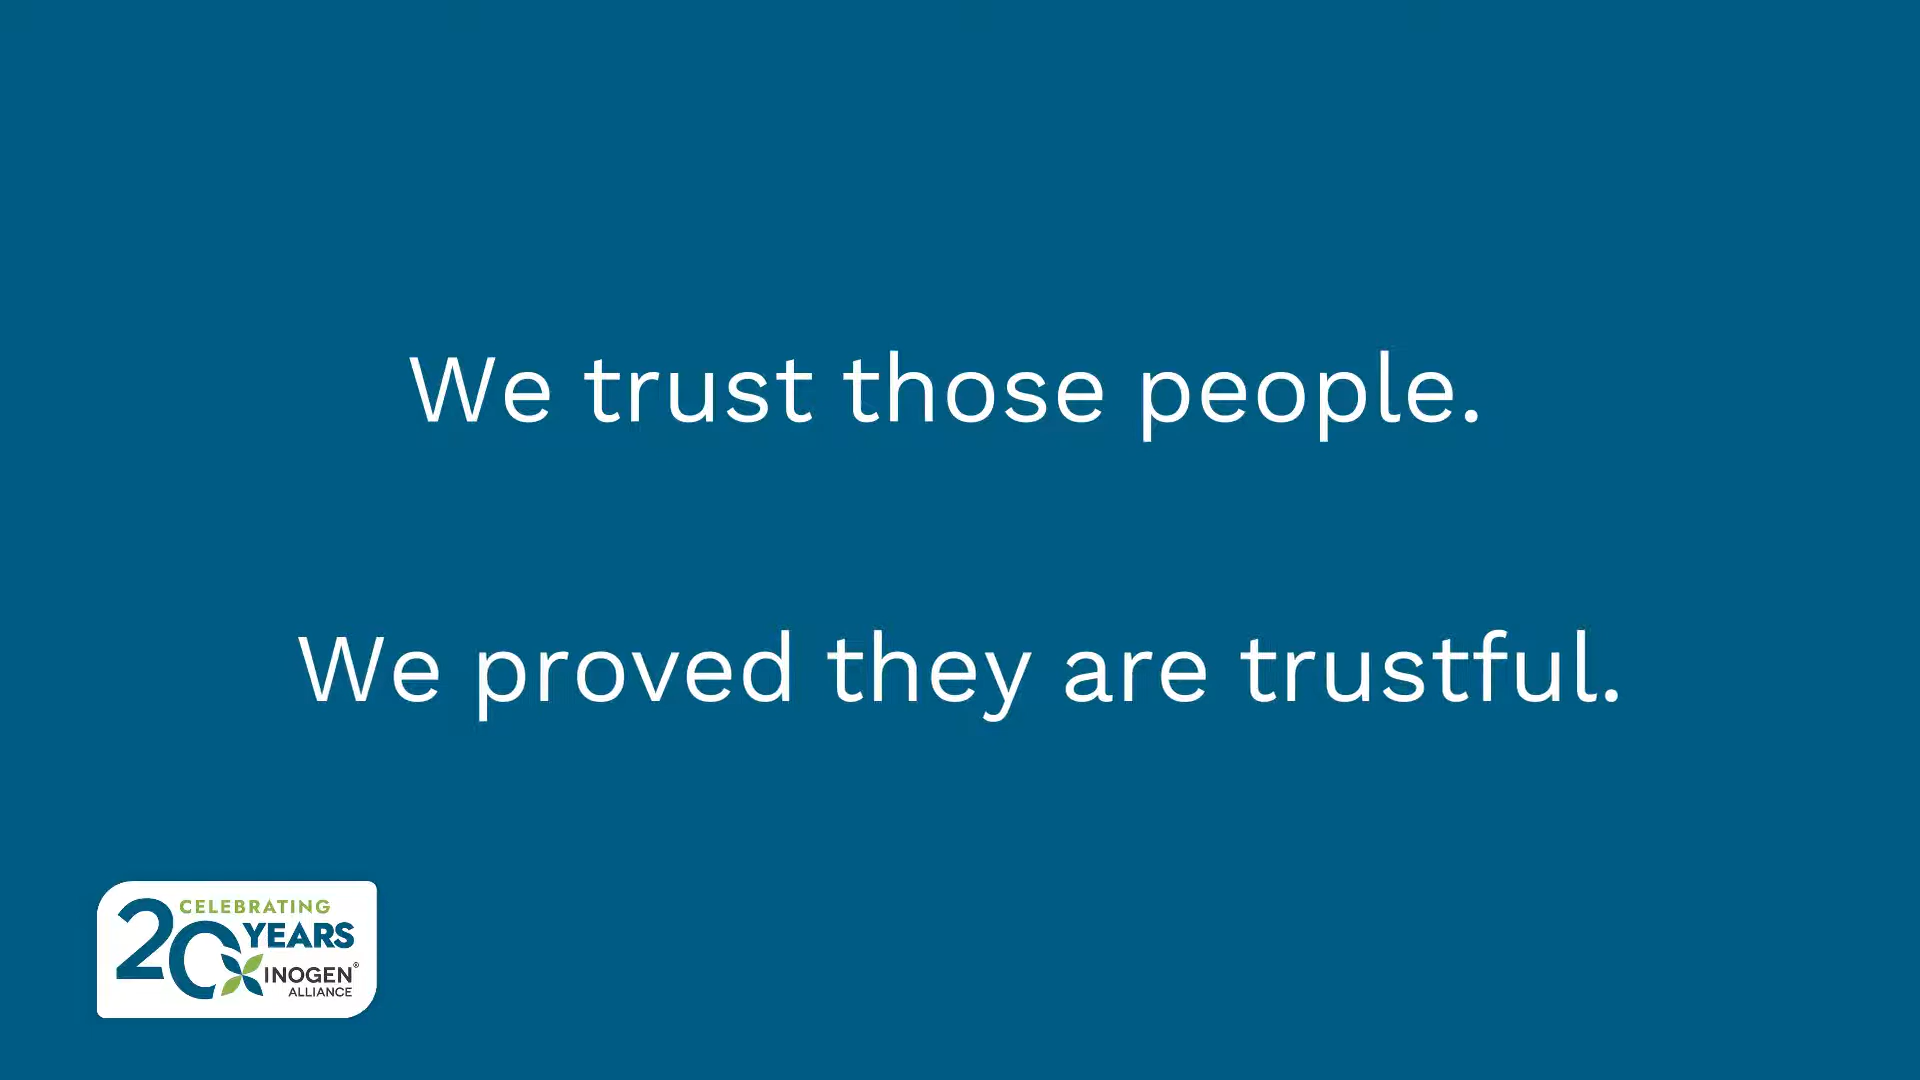 We trust those people.
We proved they are trustful.
20 CELEBRATING
YEARS
INOGEN®
ALLIANCE